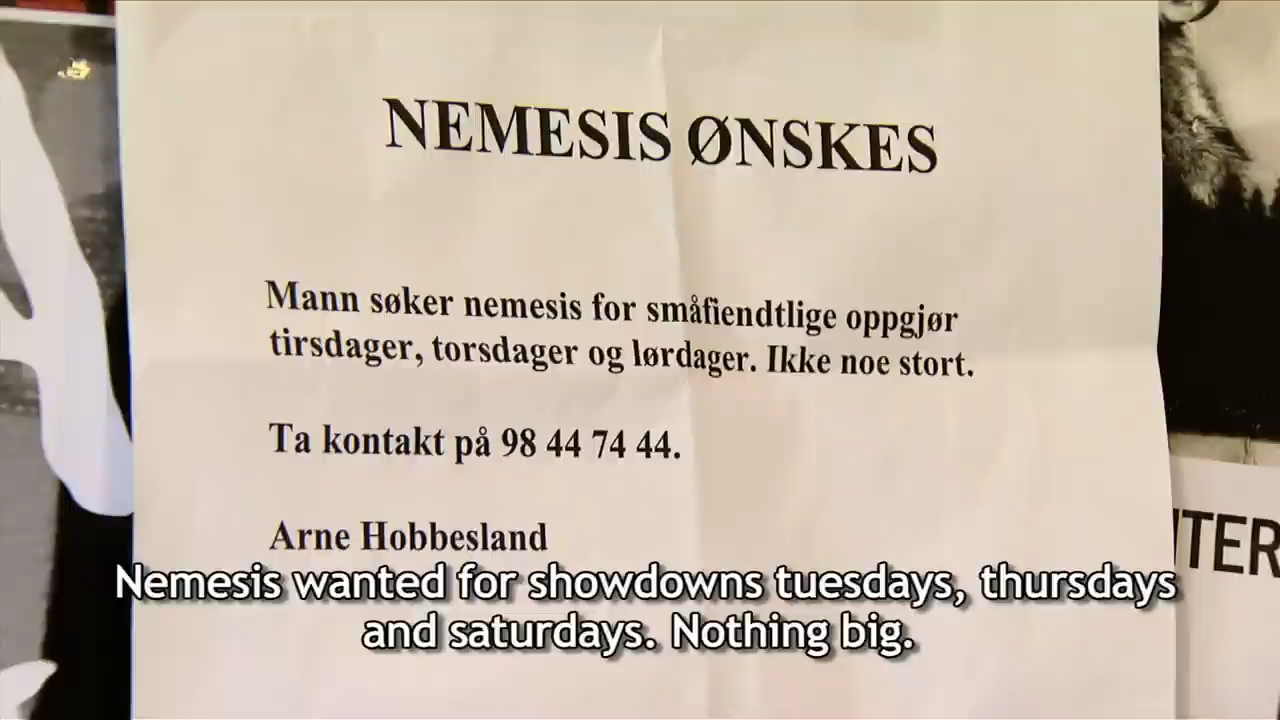 NEMESIS ØNSKES
Mann søker nemesis for småfiendtlige oppgjør
tirsdager, torsdager og lørdager. Ikke noe stort.
Ta kontakt på 98 44 74 44.
Arne Hobbesland
Nemesis wanted for showdowns tuesdays, thursdays
and saturdays. Nothing big.